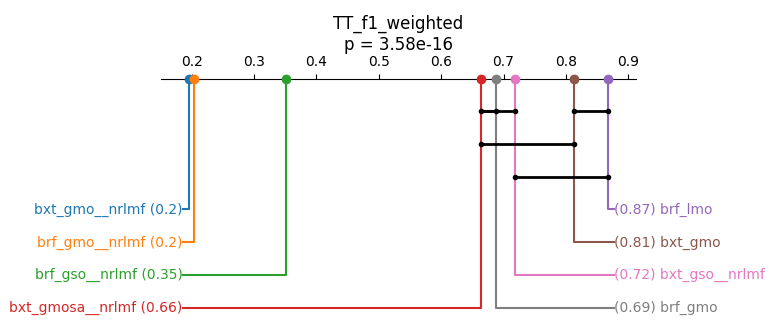 TT_f1_weighted
p = 3.58e-16
0.2 0.3 0.4 0.5 0.6 0.7 0.8 0.9
bxt_gmo__nrlmf (0.2)
(0.87) brf_lmo
brf_gmo__nrlmf (0.2)
(0.81) bxt_gmo
brf_gso__nrlmf (0.35)
(0.72) bxt_gso__nrlmf
bxt_gmosa__nrlmf (0.66)
(0.69) brf_gmo